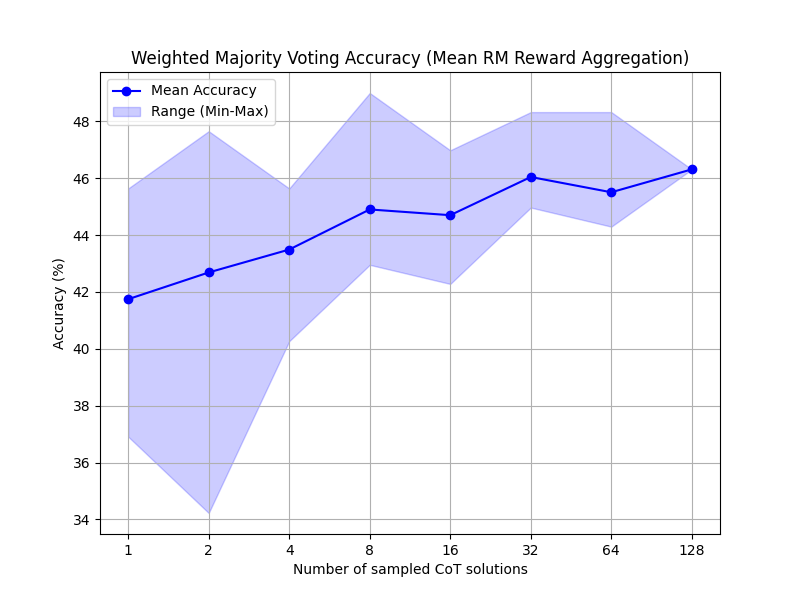 Weighted Majority Voting Accuracy (Mean RM Reward Aggregation)
Mean Accuracy
Range (Min-Max)
Accuracy (%)
48
46
44
42
40
38
36
34
1 2 4 8 16 32 64 128
Number of sampled CoT solutions